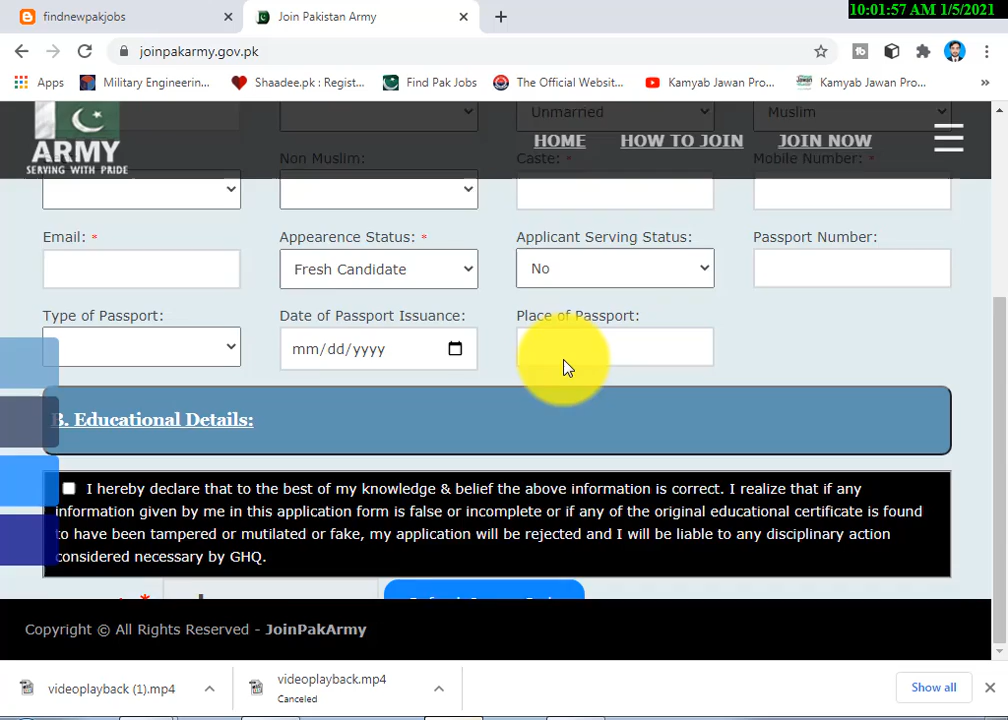 10:01:57 AM 1/5/2021
findnewpakjobs
Join Pakistan Army
joinpakarmy.gov.pk
Apps
Military Engineerin...
Shaadee.pk : Regist...
Find Pak Jobs
The Official Websit...
Kamyab Jawan Pro...
Kamyab Jawan Pro...
»
Unmarried
Muslim
ARMY
SERVING WITH PRIDE
HOME
HOW TO JOIN
JOIN NOW
Non Muslim:
Caste: *
Mobile Number: *
Email: *
Appearence Status: *
Applicant Serving Status:
Passport Number:
Fresh Candidate
No
Type of Passport:
Date of Passport Issuance:
Place of Passport:
mm/dd/yyyy
B. Educational Details:
I hereby declare that to the best of my knowledge & belief the above information is correct. I realize that if any
information given by me in this application form is false or incomplete or if any of the original educational certificate is found
to have been tampered or mutilated or fake, my application will be rejected and I will be liable to any disciplinary action
considered necessary by GHQ.
Copyright © All Rights Reserved - JoinPakArmy
videoplayback (1).mp4
videoplayback.mp4
Canceled
Show all